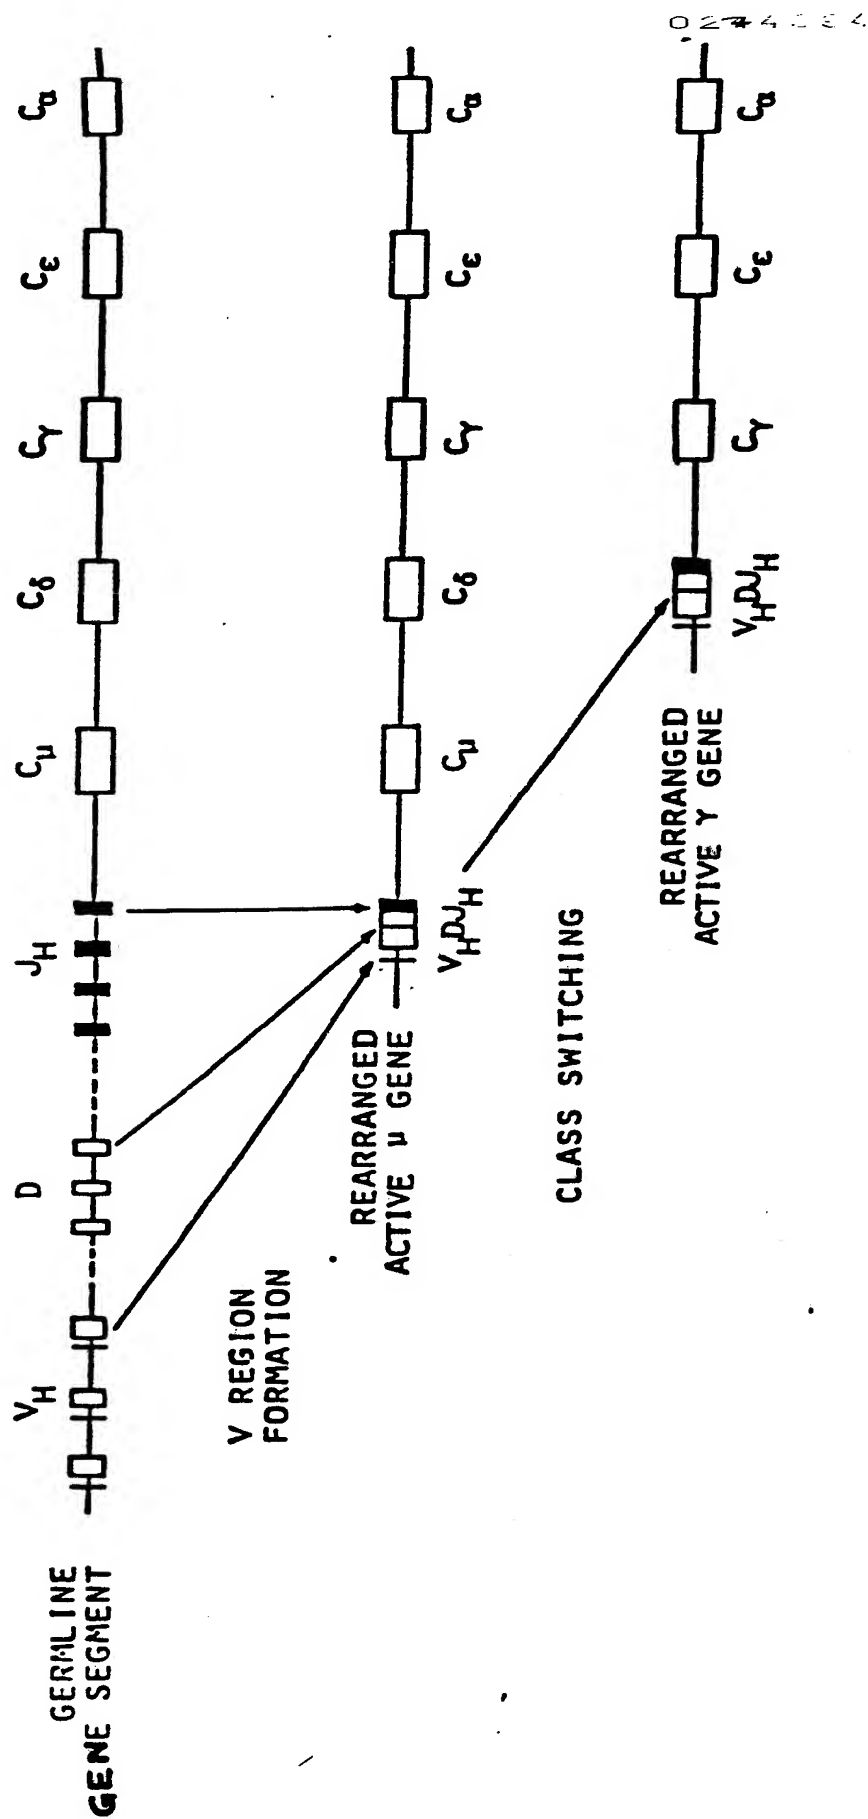 GERMLINE
GENE SEGMENT
V_H D J_H C_μ C_δ C_γ C_ε C_α
V REGION
FORMATION
REARRANGED
ACTIVE μ GENE
V_HDJ_H C_μ C_δ C_γ C_ε C_α
CLASS SWITCHING
REARRANGED
ACTIVE γ GENE
V_HDJ_H C_γ C_ε C_α